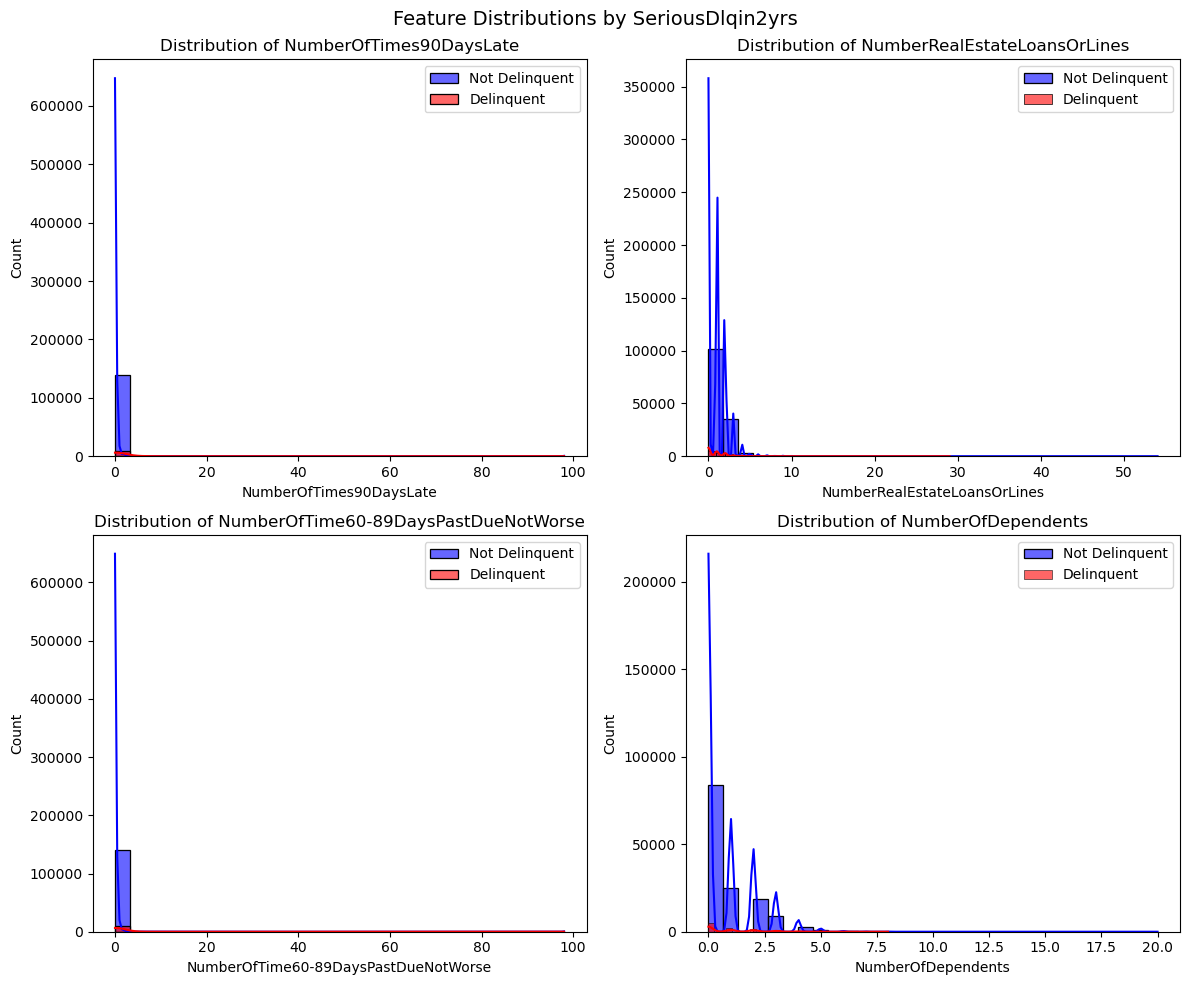 Feature Distributions by SeriousDlqin2yrs
Distribution of NumberOfTimes90DaysLate
Not Delinquent
Delinquent
600000
500000
400000
300000
200000
100000
0
Count
0 20 40 60 80 100
NumberOfTimes90DaysLate
Distribution of NumberRealEstateLoansOrLines
Not Delinquent
Delinquent
350000
300000
250000
200000
150000
100000
50000
0
Count
0 10 20 30 40 50
NumberRealEstateLoansOrLines
Distribution of NumberOfTime60-89DaysPastDueNotWorse
Not Delinquent
Delinquent
600000
500000
400000
300000
200000
100000
0
Count
0 20 40 60 80 100
NumberOfTime60-89DaysPastDueNotWorse
Distribution of NumberOfDependents
Not Delinquent
Delinquent
200000
150000
100000
50000
0
Count
0.0 2.5 5.0 7.5 10.0 12.5 15.0 17.5 20.0
NumberOfDependents